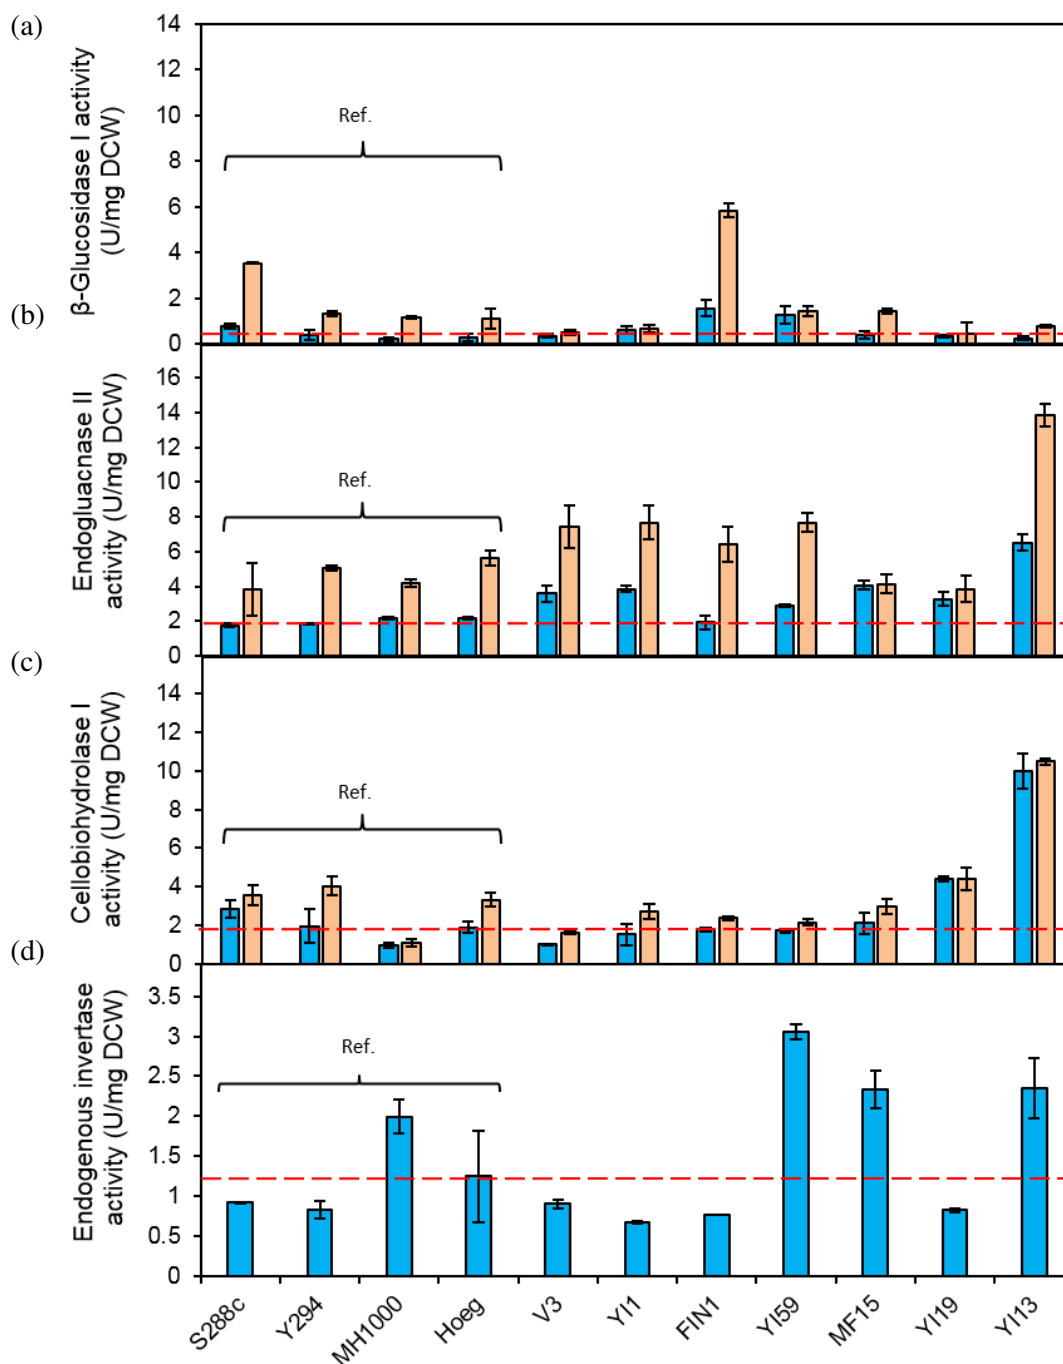 (a)
β-Glucosidase I activity
(U/mg DCW)
14
12
10
8
6
4
2
0
Ref.
(b)
Endogluacnase II
activity (U/mg DCW)
16
14
12
10
8
6
4
2
0
Ref.
(c)
Cellobiohydrolase I
activity (U/mg DCW)
14
12
10
8
6
4
2
0
Ref.
(d)
Endogenous invertase
activity (U/mg DCW)
3.5
3
2.5
2
1.5
1
0.5
0
Ref.
S288c
Y294
MH1000
Hoeg
V3
YI1
FIN1
YI59
MF15
YI19
YI13